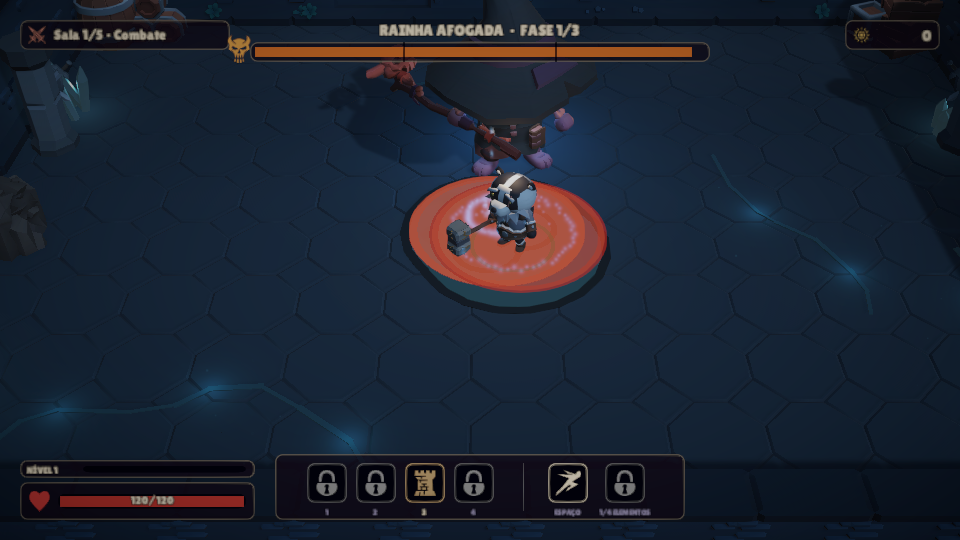 Sala 1/5 - Combate
RAINHA AFOGADA · FASE 1/3
0
NÍVEL 1
120/120
1
2
3
4
ESPAÇO
1/4 ELEMENTOS